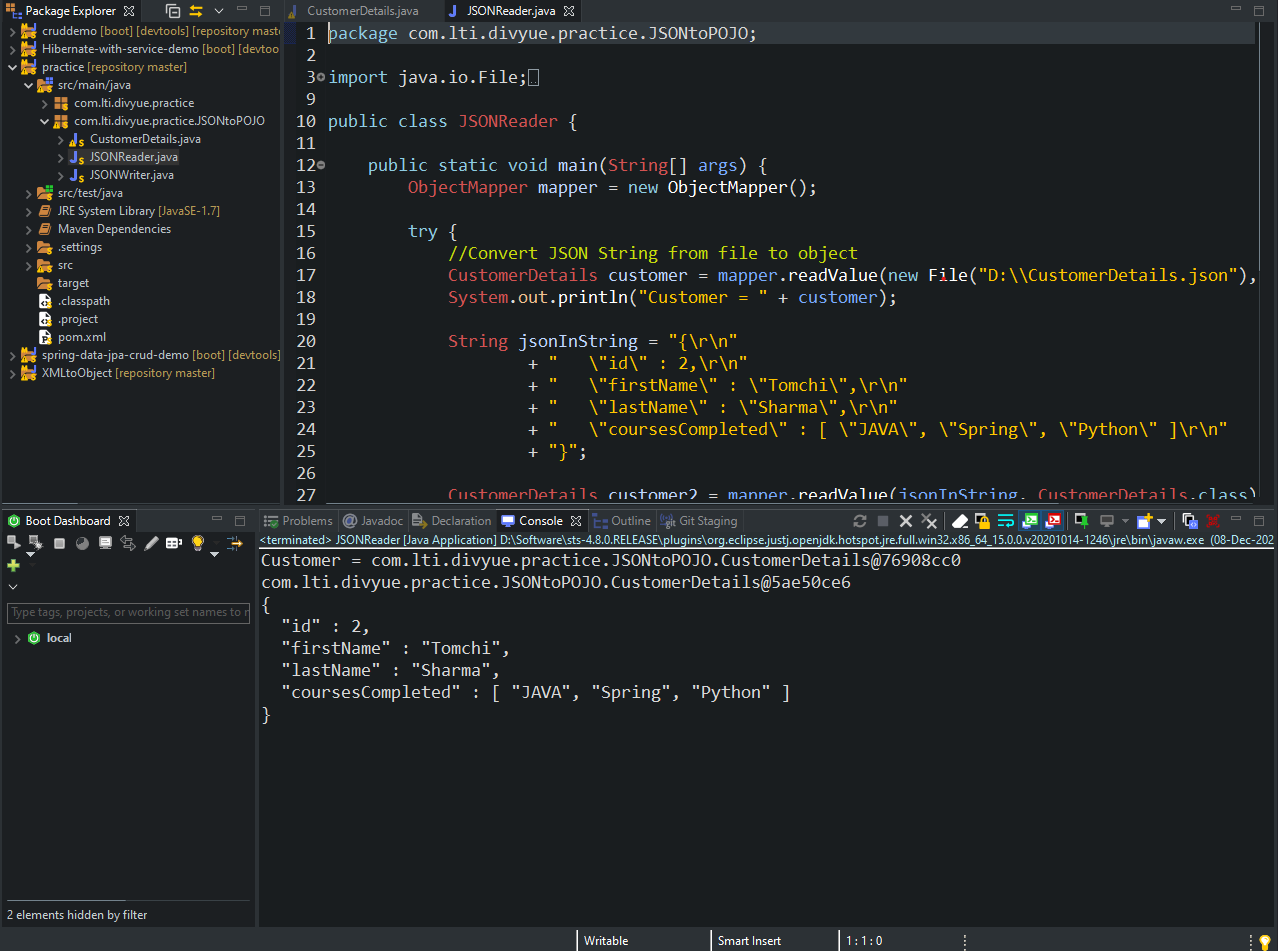 Package Explorer
cruddemo [boot] [devtools] [repository mast
Hibernate-with-service-demo [boot] [devtoo
practice [repository master]
src/main/java
com.lti.divyue.practice
com.lti.divyue.practice.JSONtoPOJO
CustomerDetails.java
JSONReader.java
JSONWriter.java
src/test/java
JRE System Library [JavaSE-1.7]
Maven Dependencies
.settings
src
target
.classpath
.project
pom.xml
spring-data-jpa-crud-demo [boot] [devtools]
XMLtoObject [repository master]
CustomerDetails.java JSONReader.java
1 package com.lti.divyue.practice.JSONtoPOJO;
2
3 import java.io.File;
9
10 public class JSONReader {
11
12 public static void main(String[] args) {
13 ObjectMapper mapper = new ObjectMapper();
14
15 try {
16 //Convert JSON String from file to object
17 CustomerDetails customer = mapper.readValue(new File("D:\\CustomerDetails.json"),
18 System.out.println("Customer = " + customer);
19
20 String jsonInString = "{\r\n"
21 + "   \"id\" : 2,\r\n"
22 + "   \"firstName\" : \"Tomchi\",\r\n"
23 + "   \"lastName\" : \"Sharma\",\r\n"
24 + "   \"coursesCompleted\" : [ \"JAVA\", \"Spring\", \"Python\" ]\r\n"
25 + "}";
26
27 CustomerDetails customer2 = mapper.readValue(jsonInString, CustomerDetails.class)
Boot Dashboard
Type tags, projects, or working set names to
local
2 elements hidden by filter
Problems Javadoc Declaration Console Outline Git Staging
<terminated> JSONReader [Java Application] D:\Software\sts-4.8.0.RELEASE\plugins\org.eclipse.justj.openjdk.hotspot.jre.full.win32.x86_64_15.0.0.v20201014-1246\jre\bin\javaw.exe (08-Dec-202
Customer = com.lti.divyue.practice.JSONtoPOJO.CustomerDetails@76908cc0
com.lti.divyue.practice.JSONtoPOJO.CustomerDetails@5ae50ce6
{
"id" : 2,
"firstName" : "Tomchi",
"lastName" : "Sharma",
"coursesCompleted" : [ "JAVA", "Spring", "Python" ]
}
Writable Smart Insert 1 : 1 : 0